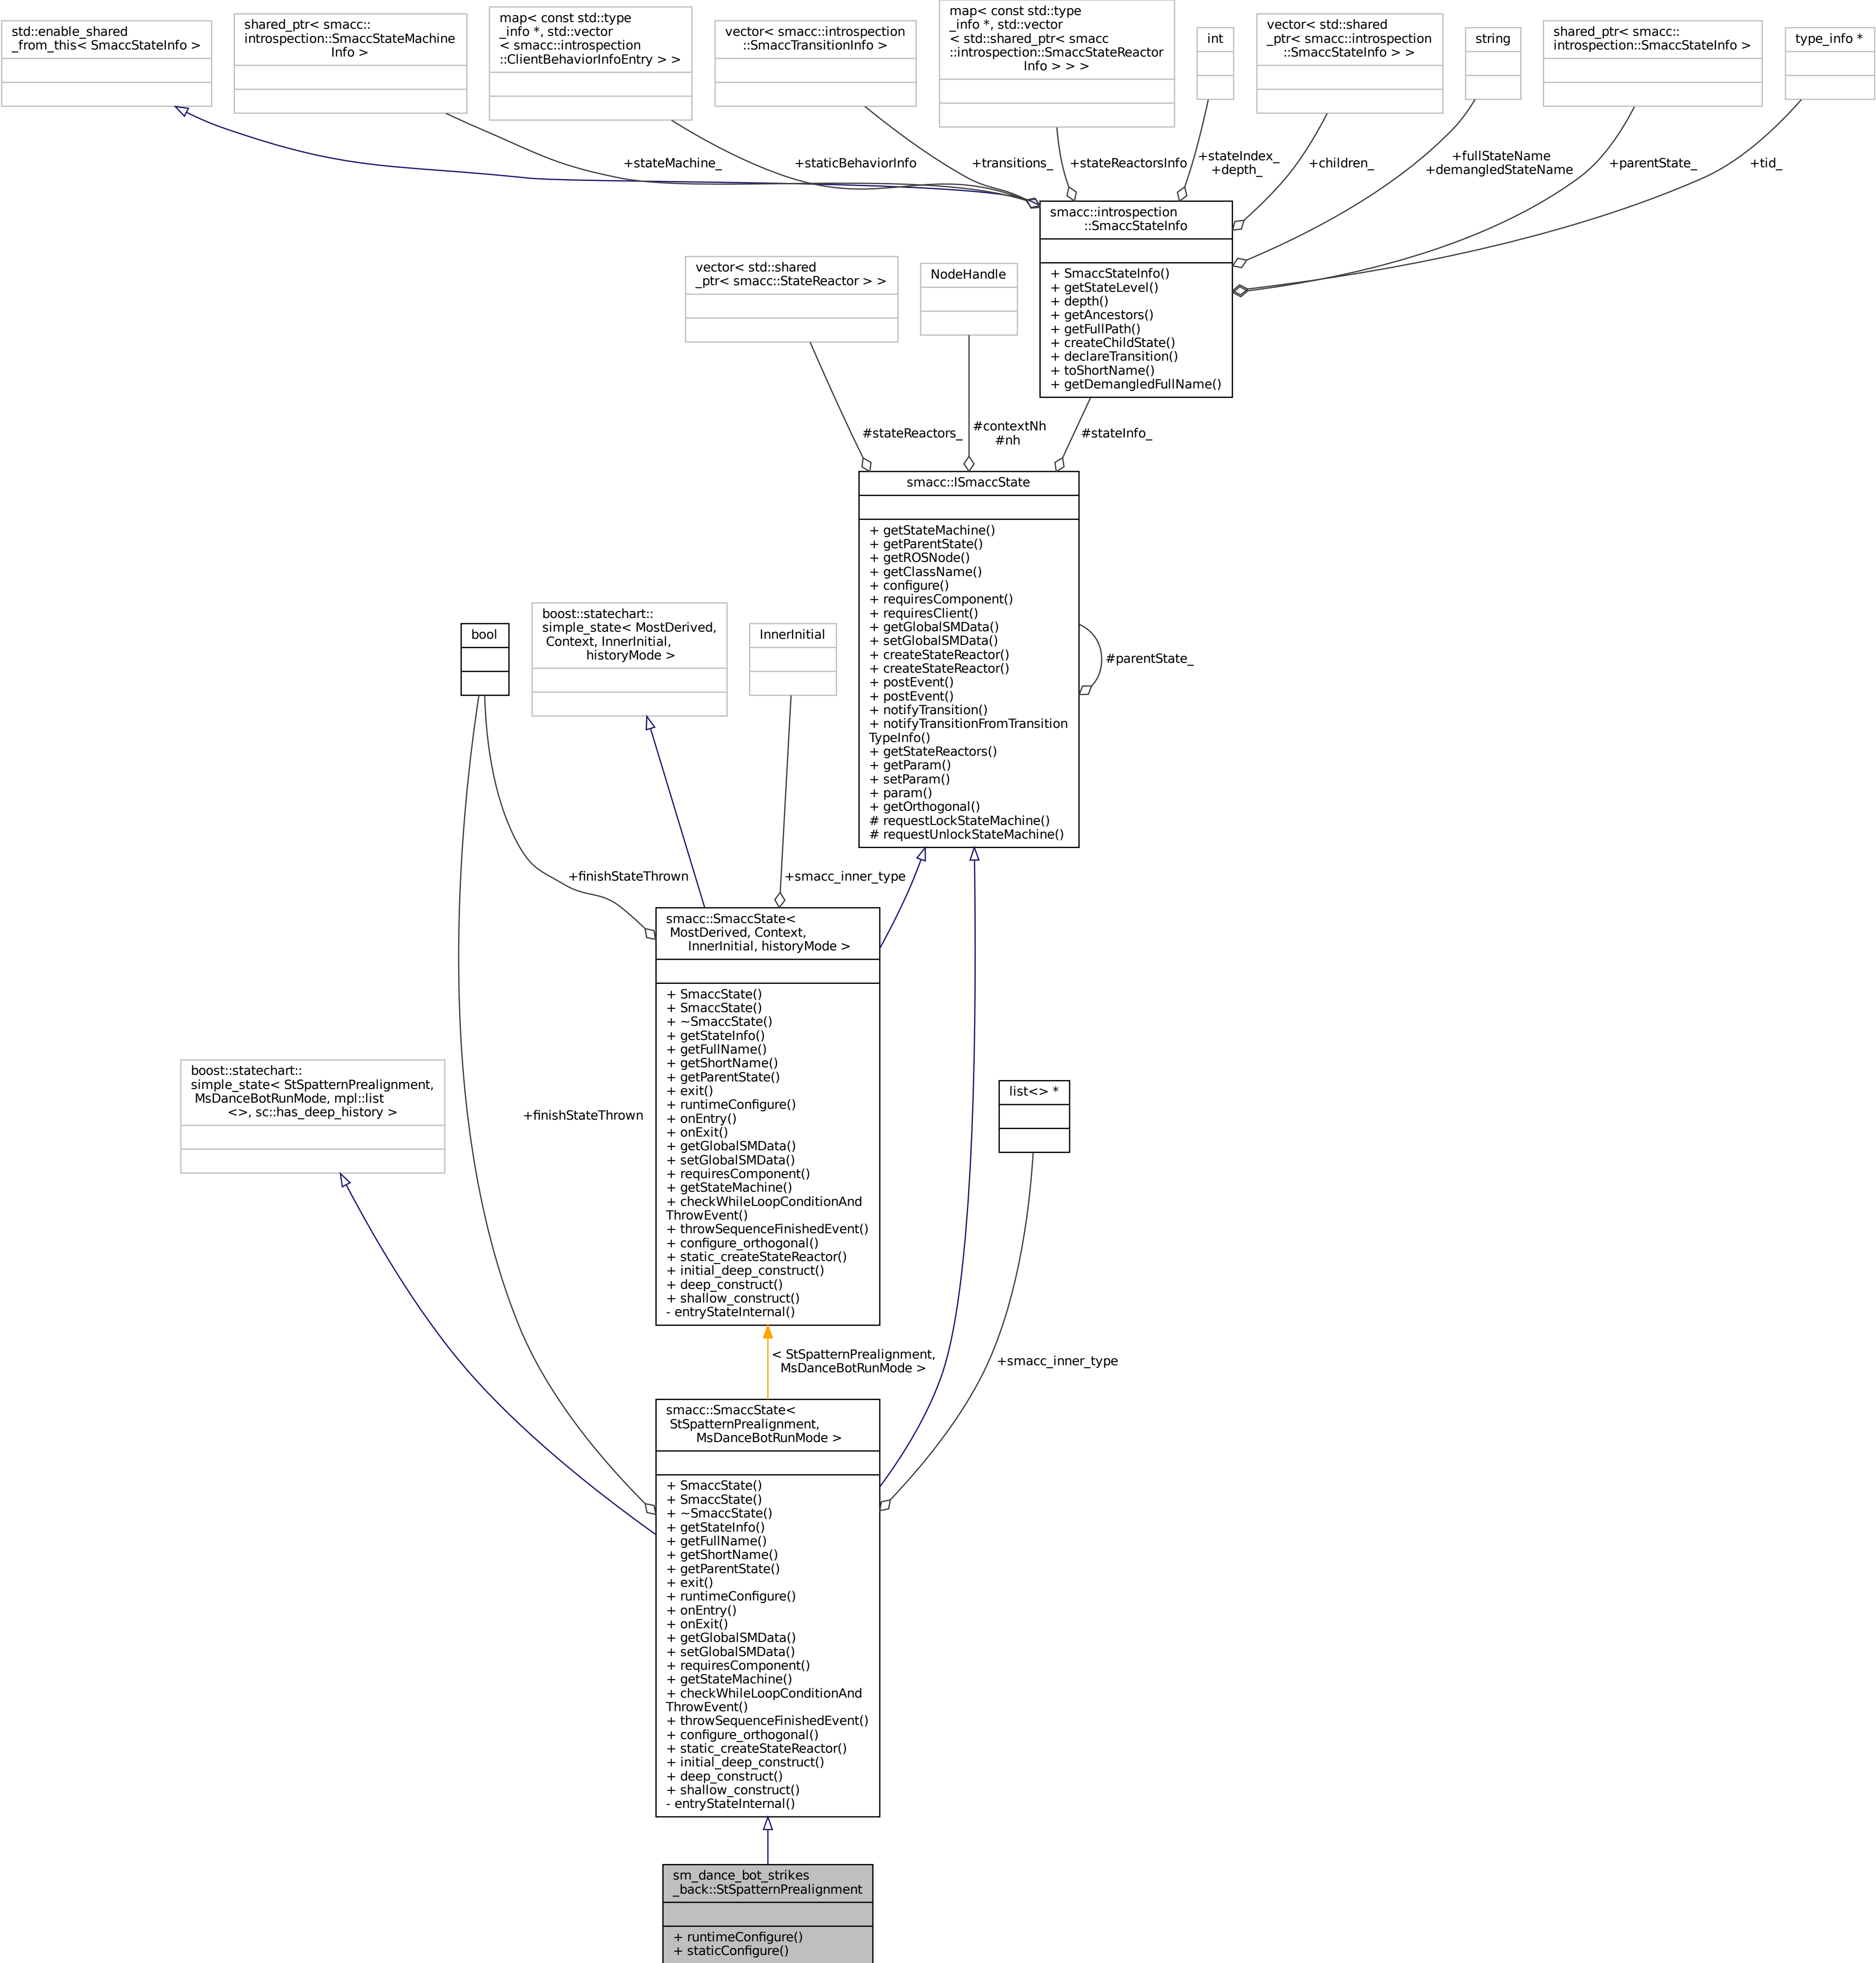 std::enable_shared
_from_this< SmaccStateInfo >
shared_ptr< smacc::
introspection::SmaccStateMachine
Info >
map< const std::type
_info *, std::vector
< smacc::introspection
::ClientBehaviorInfoEntry > >
vector< smacc::introspection
::SmaccTransitionInfo >
map< const std::type
_info *, std::vector
< std::shared_ptr< smacc
::introspection::SmaccStateReactor
Info > > >
int
vector< std::shared
_ptr< smacc::introspection
::SmaccStateInfo > >
string
shared_ptr< smacc::
introspection::SmaccStateInfo >
type_info *
+stateMachine_
+staticBehaviorInfo
+transitions_
+stateReactorsInfo
+stateIndex_
+depth_
+children_
+fullStateName
+demangledStateName
+parentState_
+tid_
smacc::introspection
::SmaccStateInfo
+ SmaccStateInfo()
+ getStateLevel()
+ depth()
+ getAncestors()
+ getFullPath()
+ createChildState()
+ declareTransition()
+ toShortName()
+ getDemangledFullName()
vector< std::shared
_ptr< smacc::StateReactor > >
NodeHandle
#stateReactors_
#contextNh
#nh
#stateInfo_
smacc::ISmaccState
+ getStateMachine()
+ getParentState()
+ getROSNode()
+ getClassName()
+ configure()
+ requiresComponent()
+ requiresClient()
+ getGlobalSMData()
+ setGlobalSMData()
+ createStateReactor()
+ createStateReactor()
+ postEvent()
+ postEvent()
+ notifyTransition()
+ notifyTransitionFromTransition
TypeInfo()
+ getStateReactors()
+ getParam()
+ setParam()
+ param()
+ getOrthogonal()
# requestLockStateMachine()
# requestUnlockStateMachine()
#parentState_
bool
boost::statechart::
simple_state< MostDerived,
Context, InnerInitial,
historyMode >
InnerInitial
+finishStateThrown
+smacc_inner_type
smacc::SmaccState<
MostDerived, Context,
InnerInitial, historyMode >
+ SmaccState()
+ SmaccState()
+ ~SmaccState()
+ getStateInfo()
+ getFullName()
+ getShortName()
+ getParentState()
+ exit()
+ runtimeConfigure()
+ onEntry()
+ onExit()
+ getGlobalSMData()
+ setGlobalSMData()
+ requiresComponent()
+ getStateMachine()
+ checkWhileLoopConditionAnd
ThrowEvent()
+ throwSequenceFinishedEvent()
+ configure_orthogonal()
+ static_createStateReactor()
+ initial_deep_construct()
+ deep_construct()
+ shallow_construct()
- entryStateInternal()
boost::statechart::
simple_state< StSpatternPrealignment,
MsDanceBotRunMode, mpl::list
<>, sc::has_deep_history >
+finishStateThrown
list<> *
< StSpatternPrealignment,
MsDanceBotRunMode >
+smacc_inner_type
smacc::SmaccState<
StSpatternPrealignment,
MsDanceBotRunMode >
+ SmaccState()
+ SmaccState()
+ ~SmaccState()
+ getStateInfo()
+ getFullName()
+ getShortName()
+ getParentState()
+ exit()
+ runtimeConfigure()
+ onEntry()
+ onExit()
+ getGlobalSMData()
+ setGlobalSMData()
+ requiresComponent()
+ getStateMachine()
+ checkWhileLoopConditionAnd
ThrowEvent()
+ throwSequenceFinishedEvent()
+ configure_orthogonal()
+ static_createStateReactor()
+ initial_deep_construct()
+ deep_construct()
+ shallow_construct()
- entryStateInternal()
sm_dance_bot_strikes
_back::StSpatternPrealignment
+ runtimeConfigure()
+ staticConfigure()